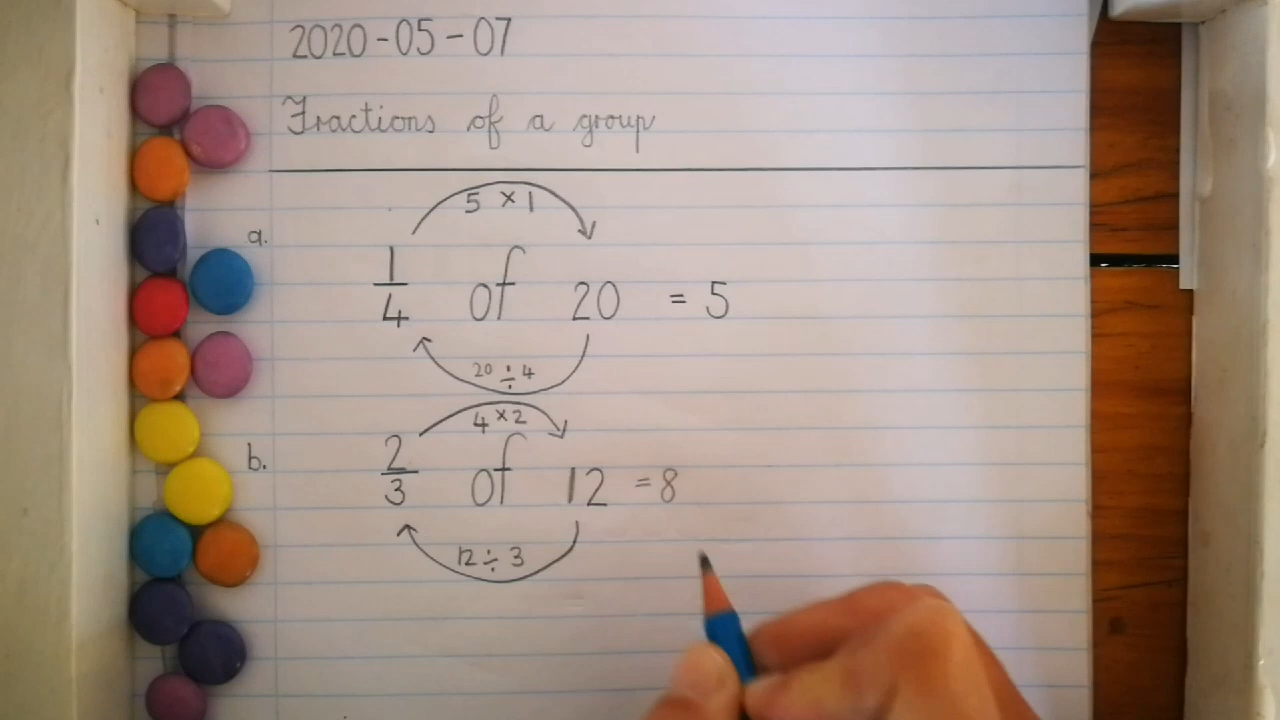 2020-05-07
Fractions of a group
5 × 1
a.
1/4 of 20 = 5
20 ÷ 4
4 × 2
b.
2/3 of 12 = 8
12 ÷ 3